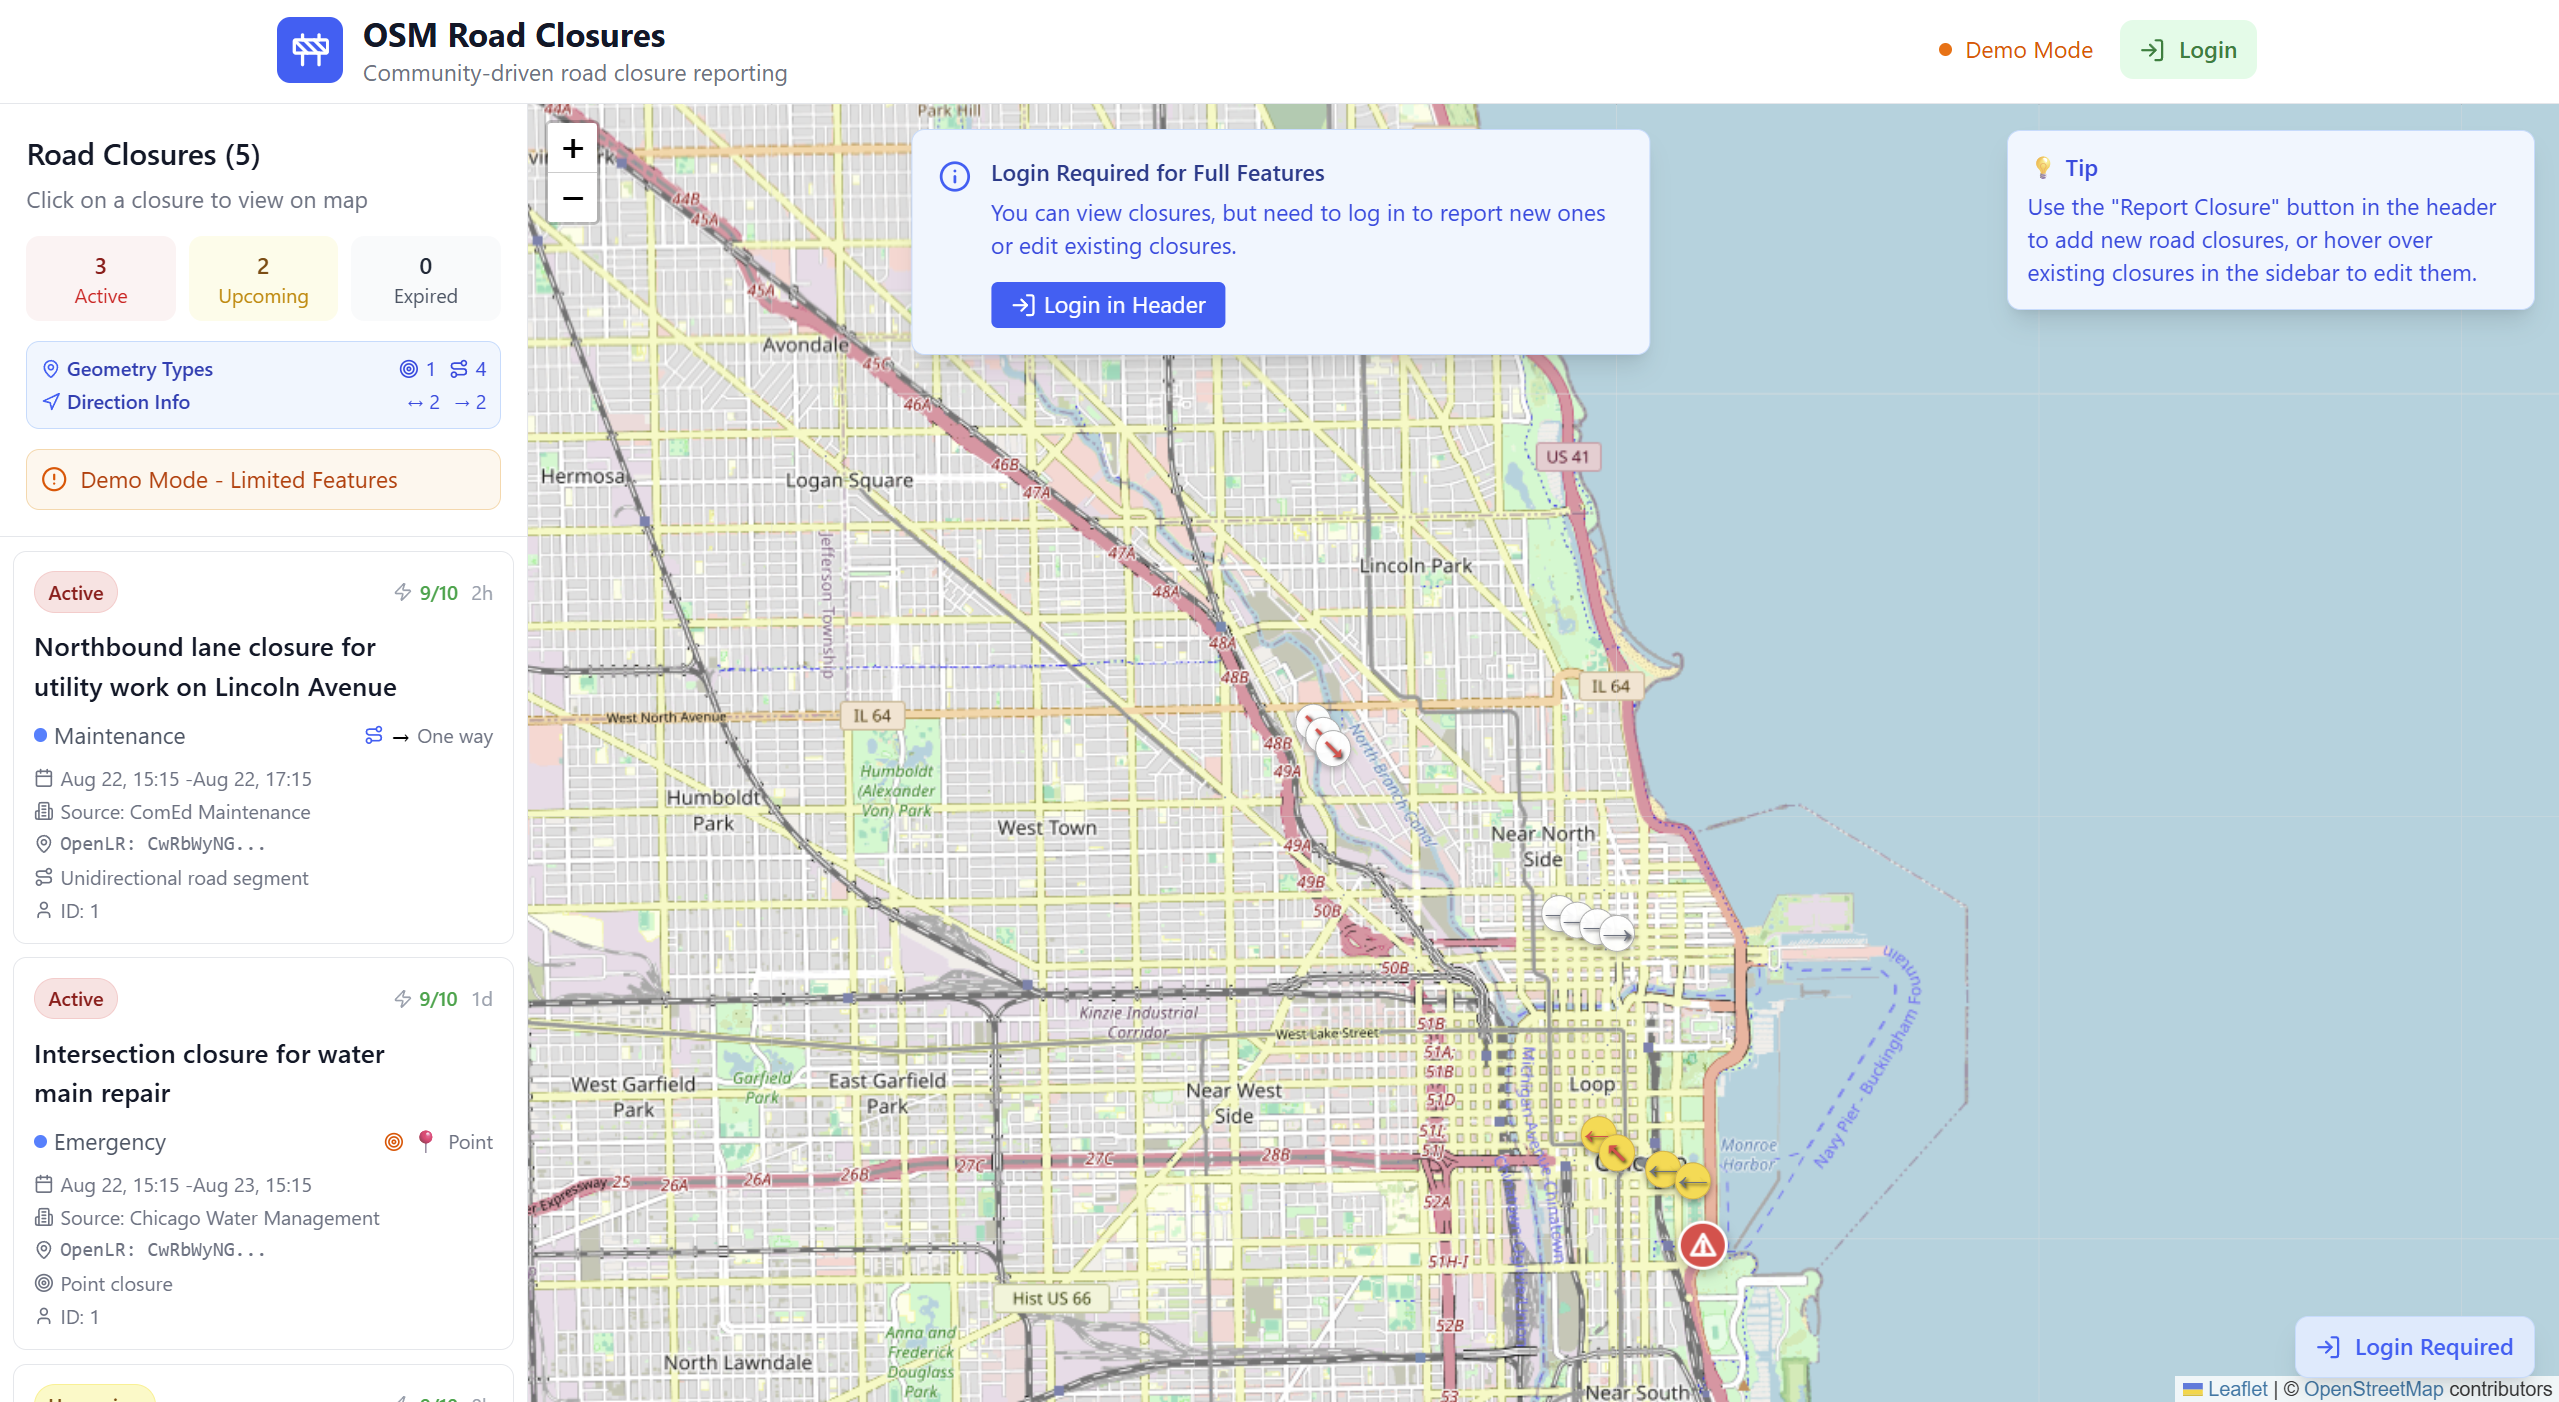 OSM Road Closures
Community-driven road closure reporting
Demo Mode
Login
Road Closures (5)
Click on a closure to view on map
3
Active
2
Upcoming
0
Expired
Geometry Types
1
4
Direction Info
↔ 2
→ 2
Demo Mode - Limited Features
Active
9/10 2h
Northbound lane closure for
utility work on Lincoln Avenue
Maintenance
→ One way
Aug 22, 15:15 -Aug 22, 17:15
Source: ComEd Maintenance
OpenLR: CwRbWyNG...
Unidirectional road segment
ID: 1
Active
9/10 1d
Intersection closure for water
main repair
Emergency
Point
Aug 22, 15:15 -Aug 23, 15:15
Source: Chicago Water Management
OpenLR: CwRbWyNG...
Point closure
ID: 1
+
−
Login Required for Full Features
You can view closures, but need to log in to report new ones
or edit existing closures.
Login in Header
Tip
Use the "Report Closure" button in the header
to add new road closures, or hover over
existing closures in the sidebar to edit them.
Park Hill
44A
44B
45A
45A
Avondale
45C
46A
46B
47A
Hermosa
Logan Square
US 41
Jefferson Township
47A
48A
Lincoln Park
48A
48B
IL 64
West North Avenue
IL 64
48B
49A
North Branch Canal
Humboldt
(Alexander
Von) Park
Humboldt
Park
West Town
Near North
Side
49A
49B
50B
50B
Kinzie Industrial
Corridor
West Lake Street
51B
51A
51B
51D
51I
51J
West Garfield
Park
Garfield
Park
East Garfield
Park
Near West
Side
Loop
Monroe
Harbor
Navy Pier - Buckingham Fountain
Expressway
25
26A
26A
26B
27C
27C
28B
52A
51H-I
Hist US 66
52B
53
Anna and
Frederick
Douglass
Park
North Lawndale
Near South
Login Required
Leaflet | © OpenStreetMap contributors